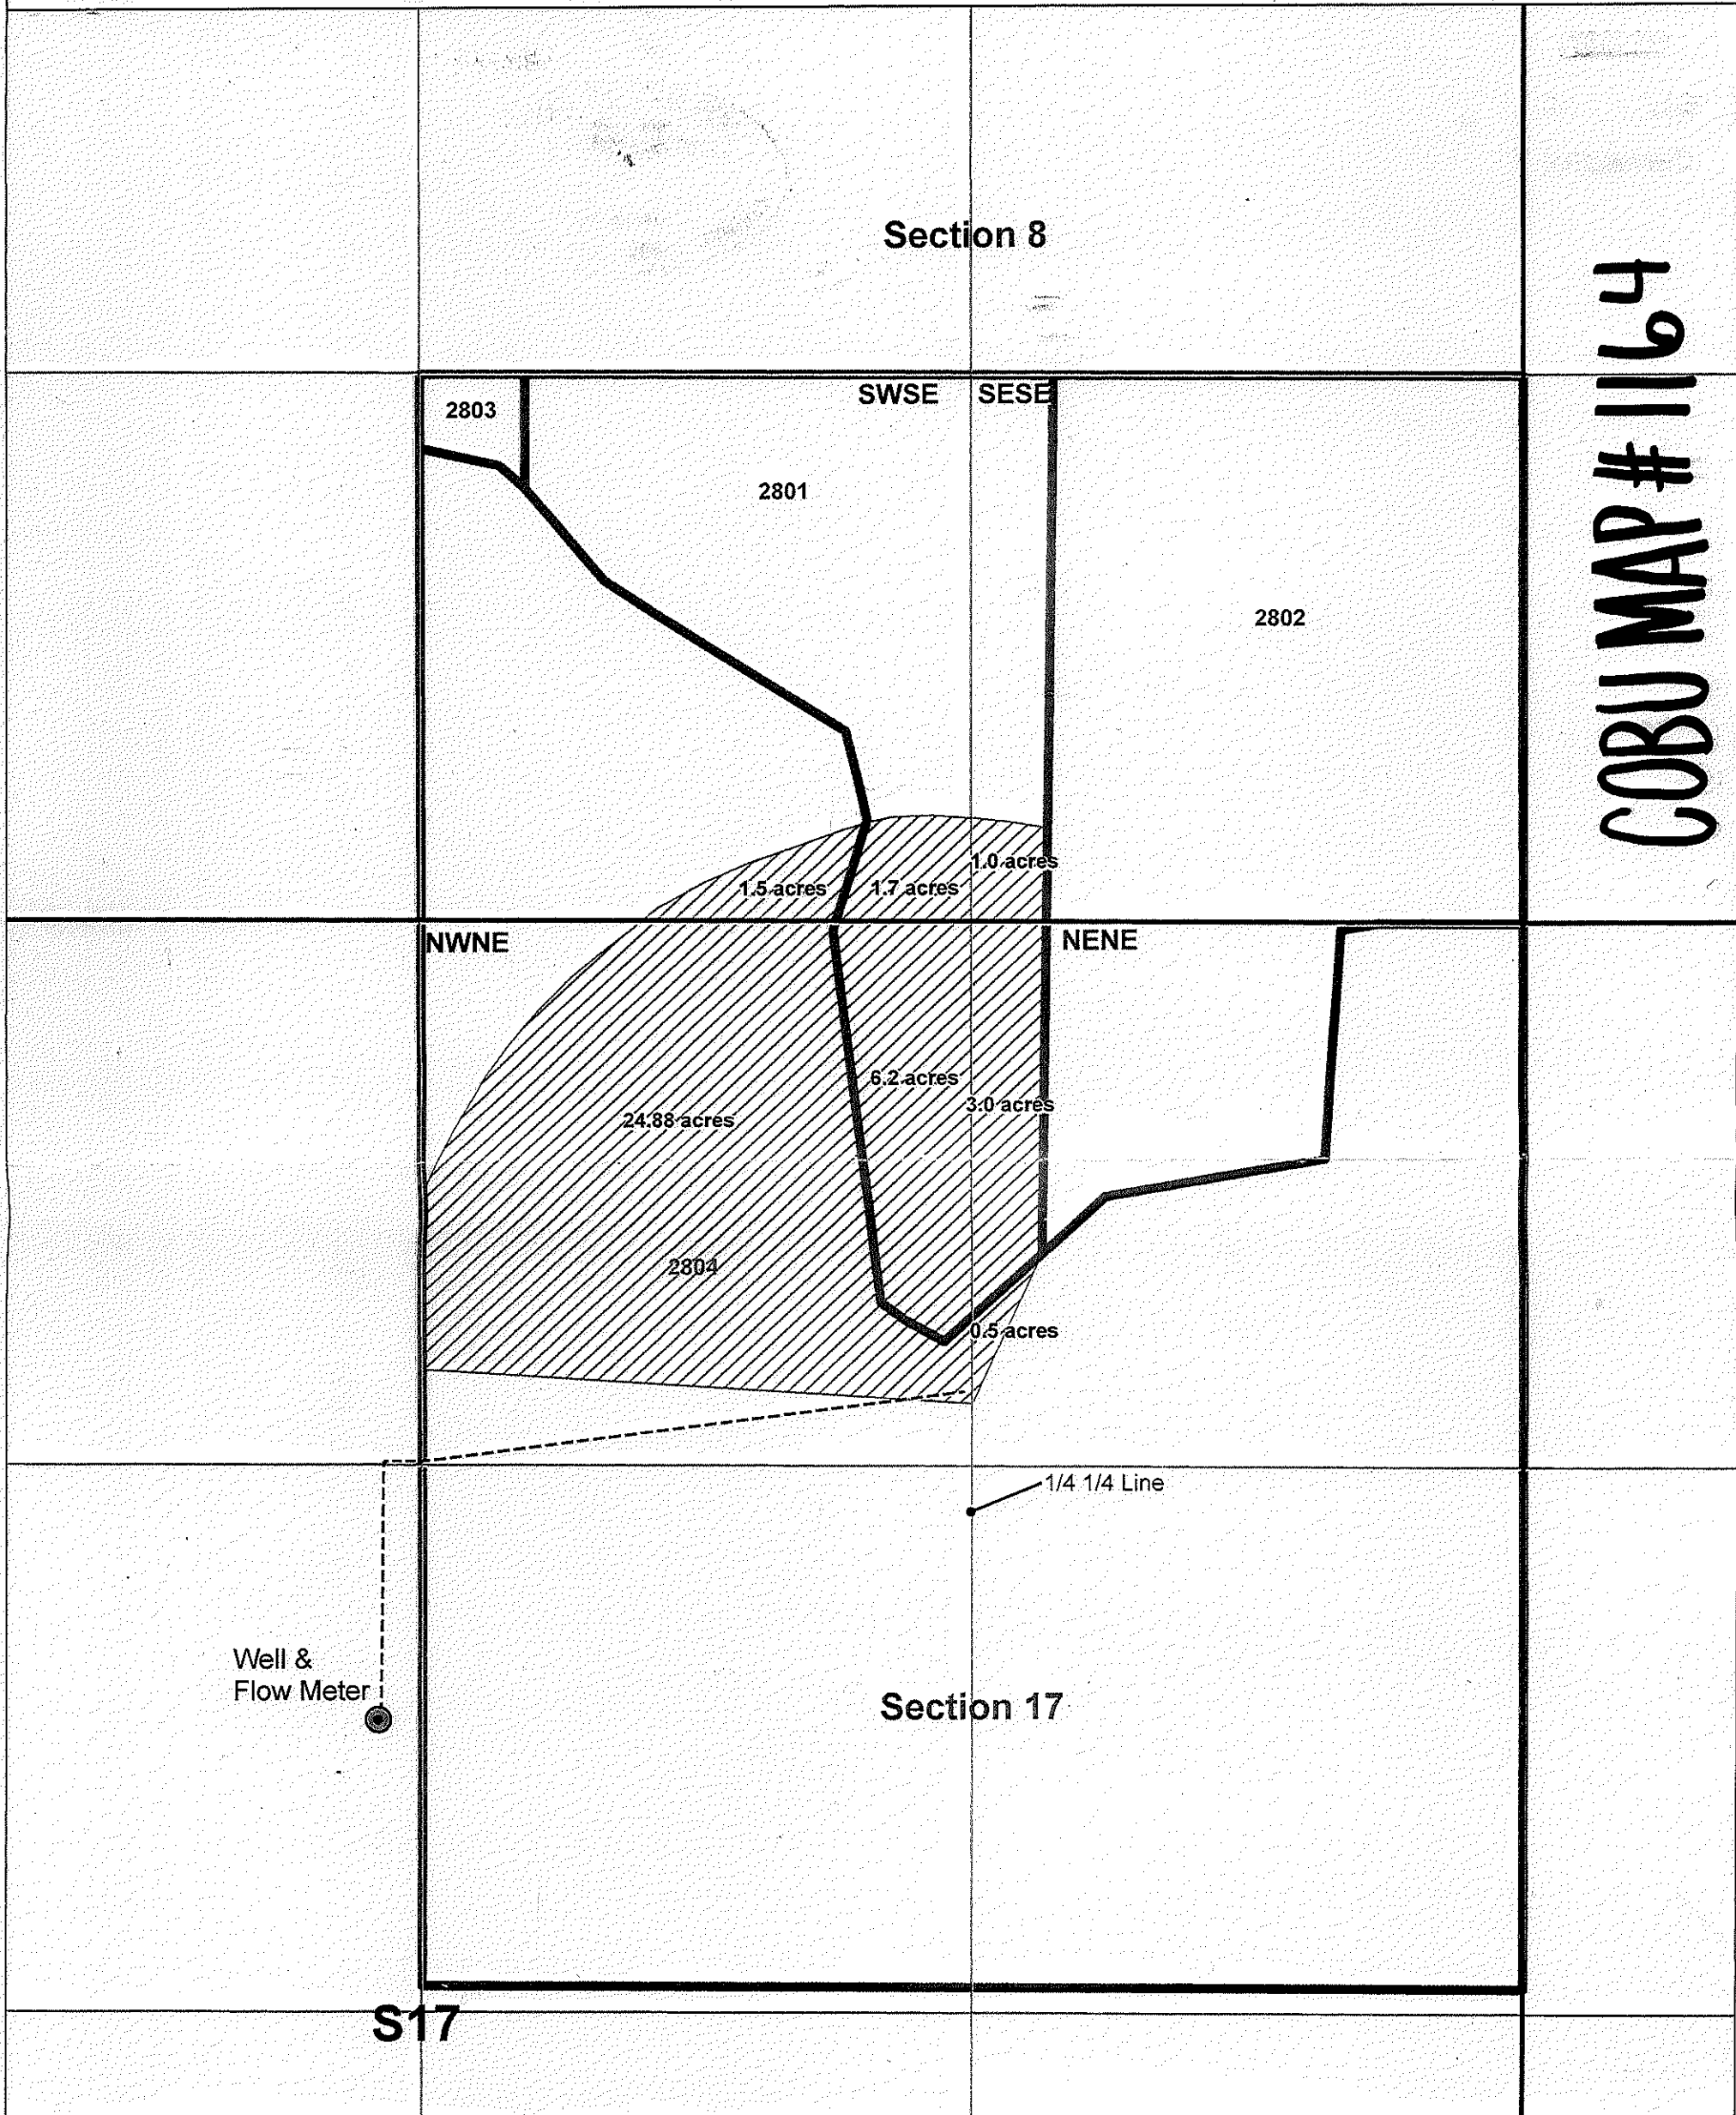 Section 8
COBU MAP # 1164
SWSE
SESE
2803
2801
2802
1.0 acres
1.5 acres
1.7 acres
NWNE
NENE
6.2 acres
3.0 acres
24.88 acres
2804
0.5 acres
1/4 1/4 Line
Well &
Flow Meter
Section 17
S17